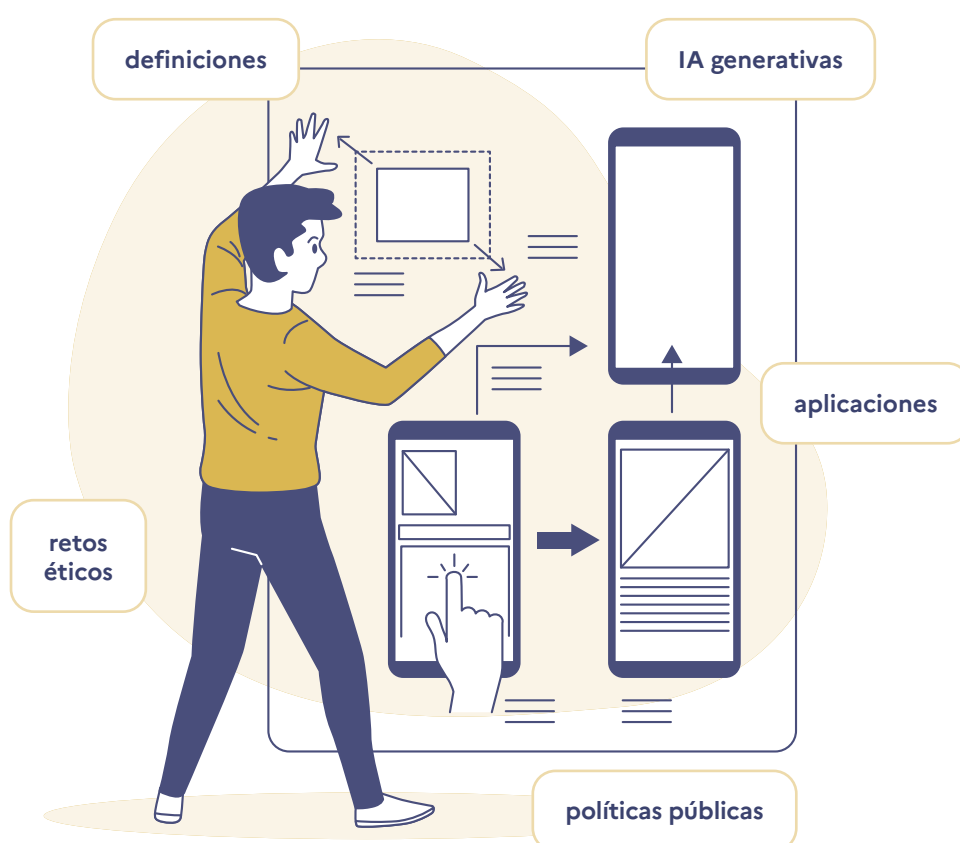 definiciones
IA generativas
aplicaciones
retos
éticos
políticas públicas